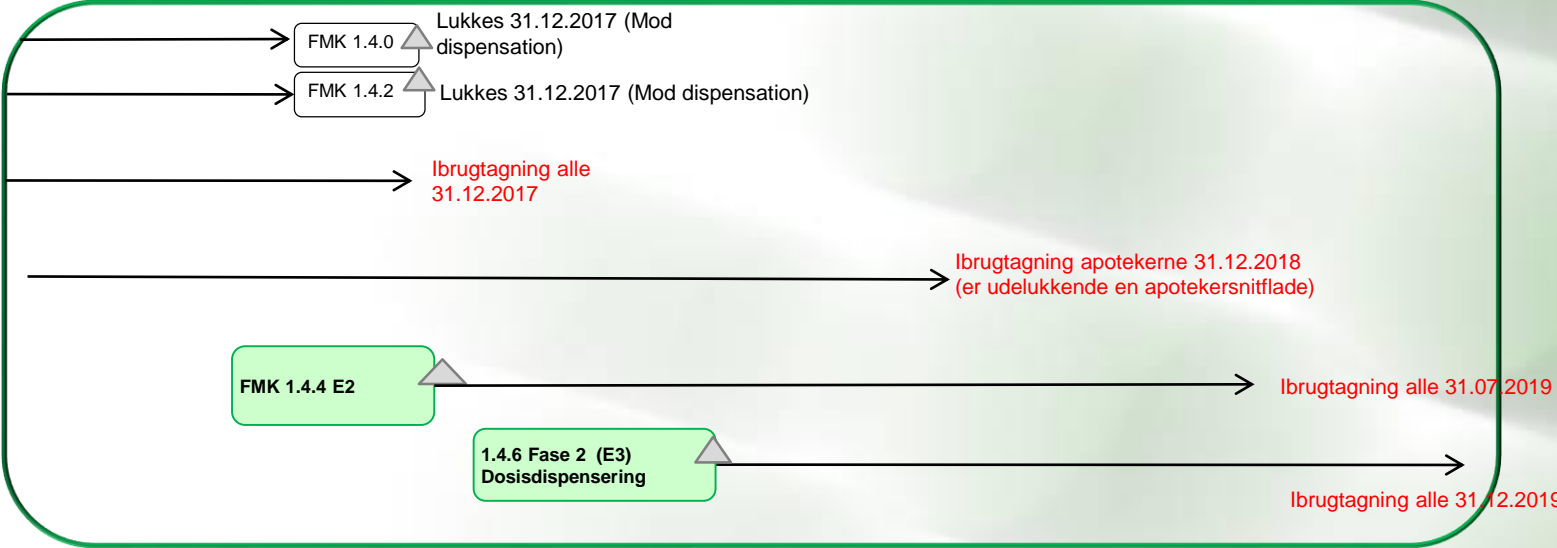 FMK 1.4.0
Lukkes 31.12.2017 (Mod
dispensation)
FMK 1.4.2
Lukkes 31.12.2017 (Mod dispensation)
Ibrugtagning alle
31.12.2017
Ibrugtagning apotekerne 31.12.2018
(er udelukkende en apotekersnitflade)
FMK 1.4.4 E2
Ibrugtagning alle 31.07.2019
1.4.6 Fase 2 (E3)
Dosisdispensering
Ibrugtagning alle 31.12.2019